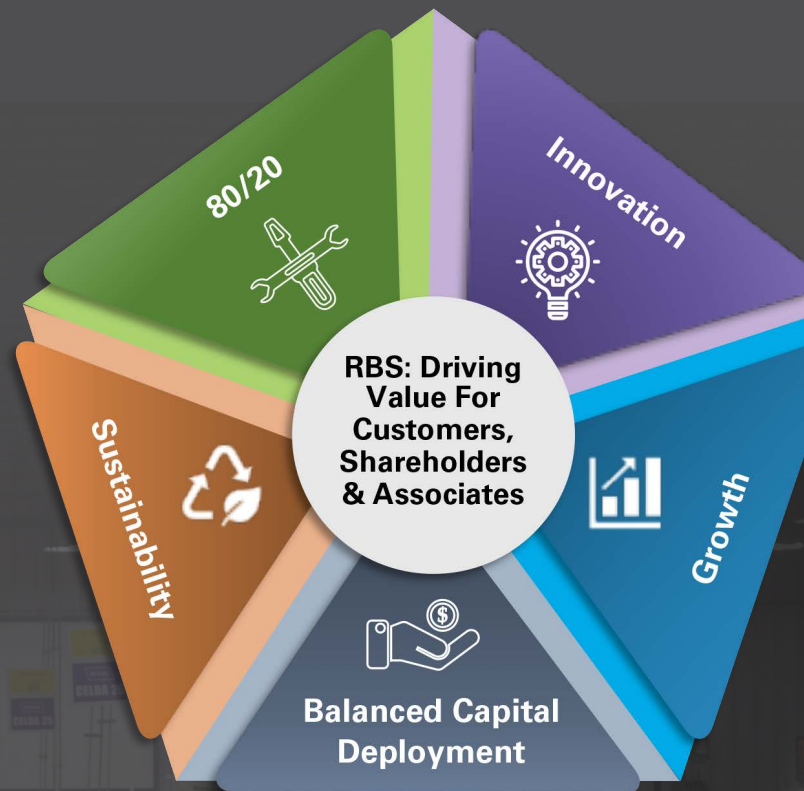 80/20
Innovation
RBS: Driving
Value For
Customers,
Shareholders
& Associates
Sustainability
Growth
$
Balanced Capital
Deployment